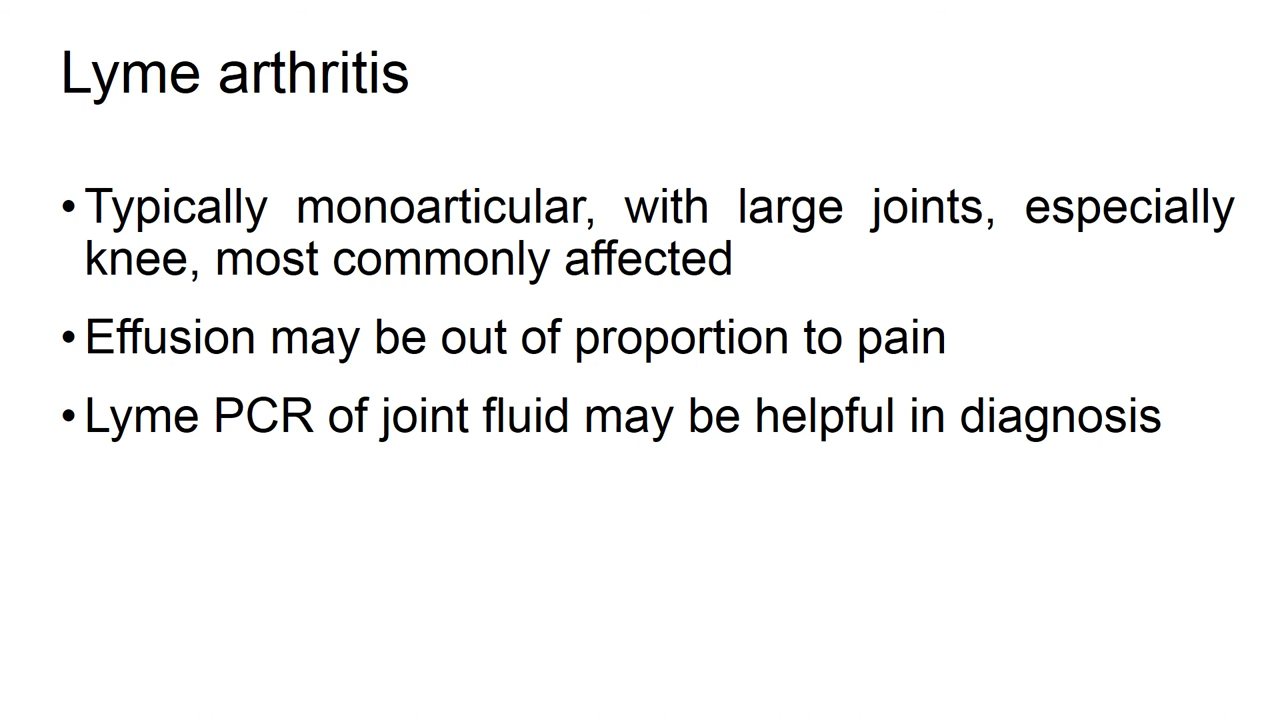 Lyme arthritis
• Typically monoarticular, with large joints, especially
knee, most commonly affected
• Effusion may be out of proportion to pain
• Lyme PCR of joint fluid may be helpful in diagnosis